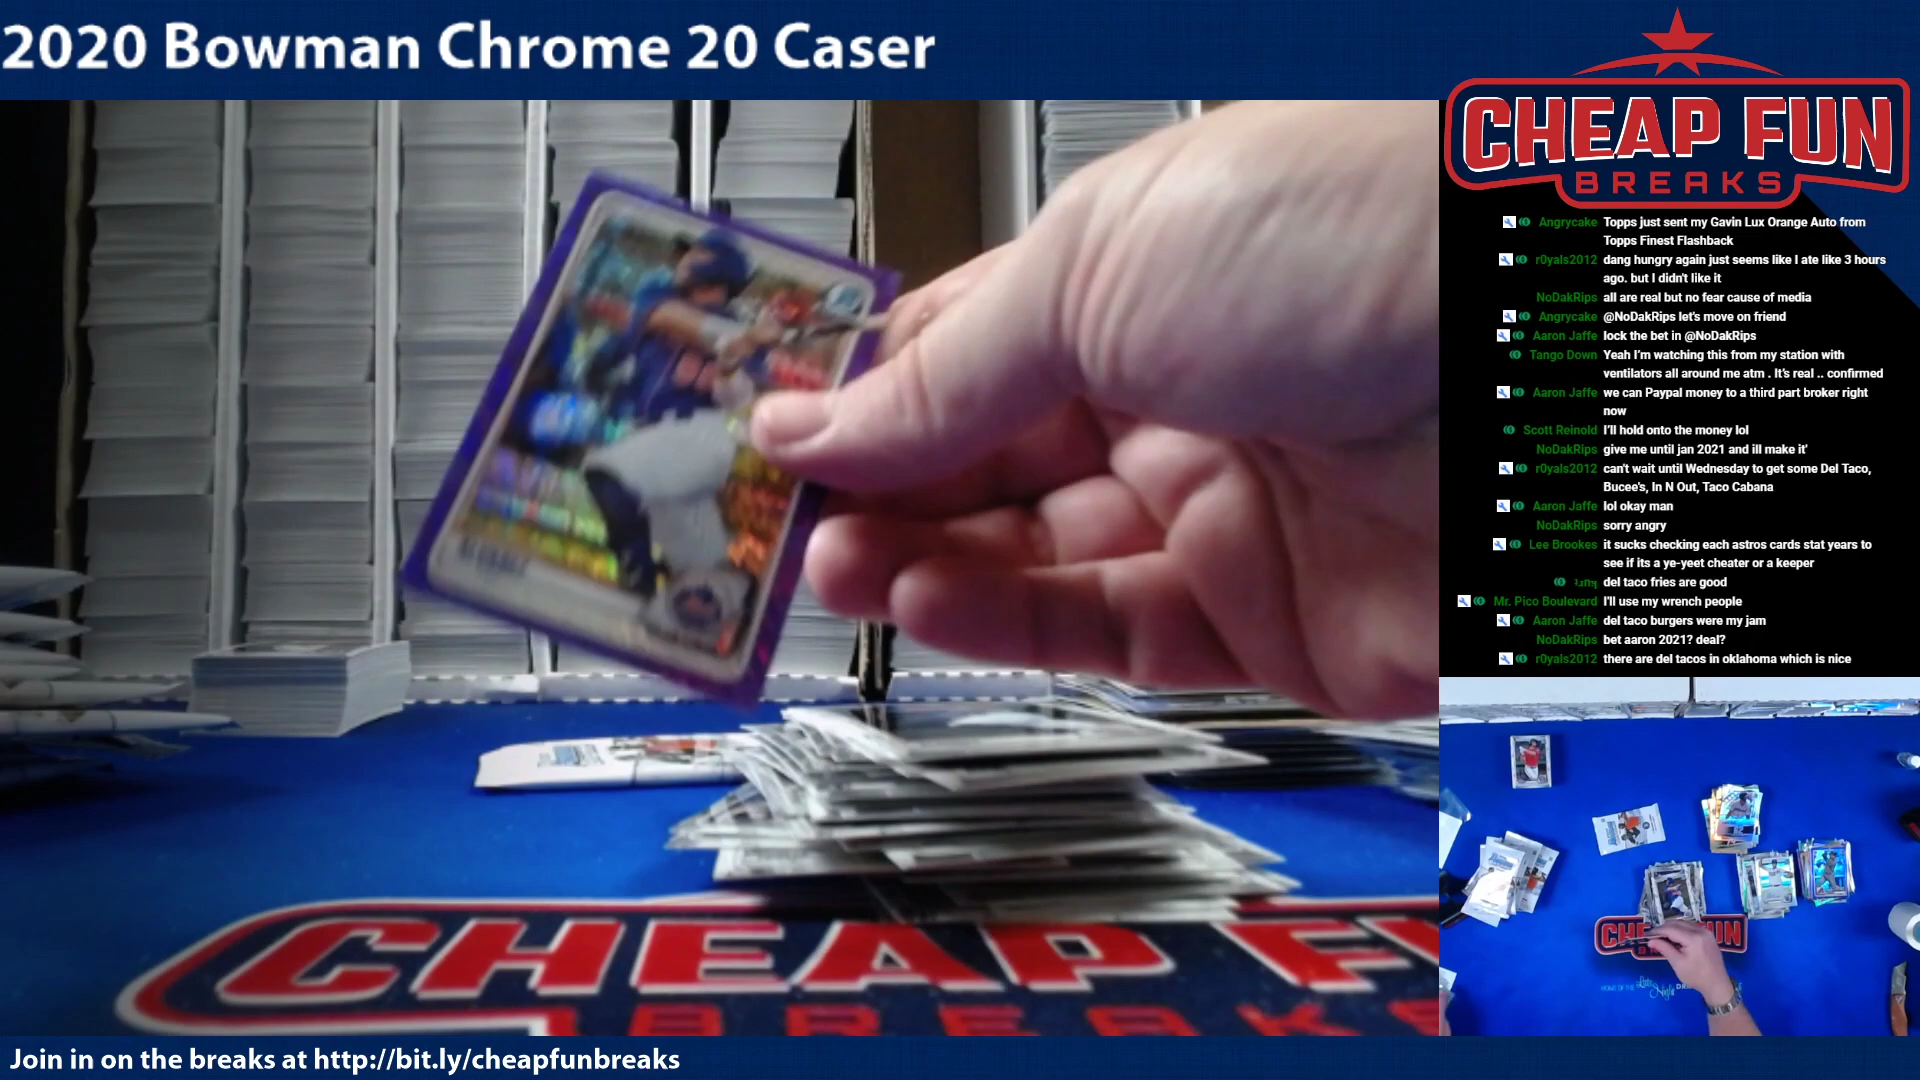 2020 Bowman Chrome 20 Caser
CHEAP FUN
BREAKS
Angrycake Topps just sent my Gavin Lux Orange Auto from
Topps Finest Flashback
r0yals2012 dang hungry again just seems like I ate like 3 hours
ago. but I didn't like it
NoDakRips all are real but no fear cause of media
Angrycake @NoDakRips let's move on friend
Aaron Jaffe lock the bet in @NoDakRips
Tango Down Yeah I'm watching this from my station with
ventilators all around me atm . It's real .. confirmed
Aaron Jaffe we can Paypal money to a third part broker right
now
Scott Reinold I'll hold onto the money lol
NoDakRips give me until jan 2021 and ill make it'
r0yals2012 can't wait until Wednesday to get some Del Taco,
Bucee's, In N Out, Taco Cabana
Aaron Jaffe lol okay man
NoDakRips sorry angry
Lee Brookes it sucks checking each astros cards stat years to
see if its a ye-yeet cheater or a keeper
del taco fries are good
Mr. Pico Boulevard I'll use my wrench people
Aaron Jaffe del taco burgers were my jam
NoDakRips bet aaron 2021? deal?
r0yals2012 there are del tacos in oklahoma which is nice
CHEAP FU
BREAK
CHE FUN
HOME OF THE Late Night
Join in on the breaks at http://bit.ly/cheapfunbreaks